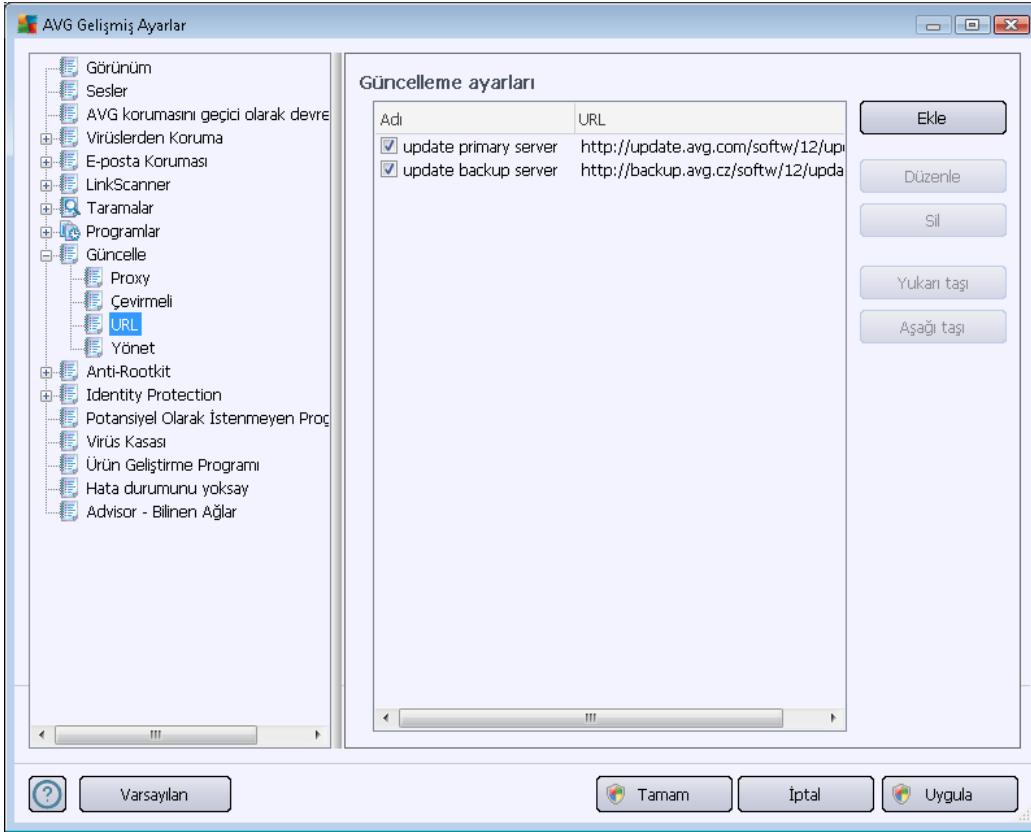 AVG Gelişmiş Ayarlar
Görünüm
Sesler
AVG korumasını geçici olarak devre
Virüslerden Koruma
E-posta Koruması
LinkScanner
Taramalar
Programlar
Güncelle
Proxy
Çevirmeli
URL
Yönet
Anti-Rootkit
Identity Protection
Potansiyel Olarak İstenmeyen Prog
Virüs Kasası
Ürün Geliştirme Programı
Hata durumunu yoksay
Advisor - Bilinen Ağlar
Güncelleme ayarları
Adı URL
update primary server http://update.avg.com/softw/12/up
update backup server http://backup.avg.cz/softw/12/upda
Ekle
Düzenle
Sil
Yukarı taşı
Aşağı taşı
Varsayılan Tamam İptal Uygula